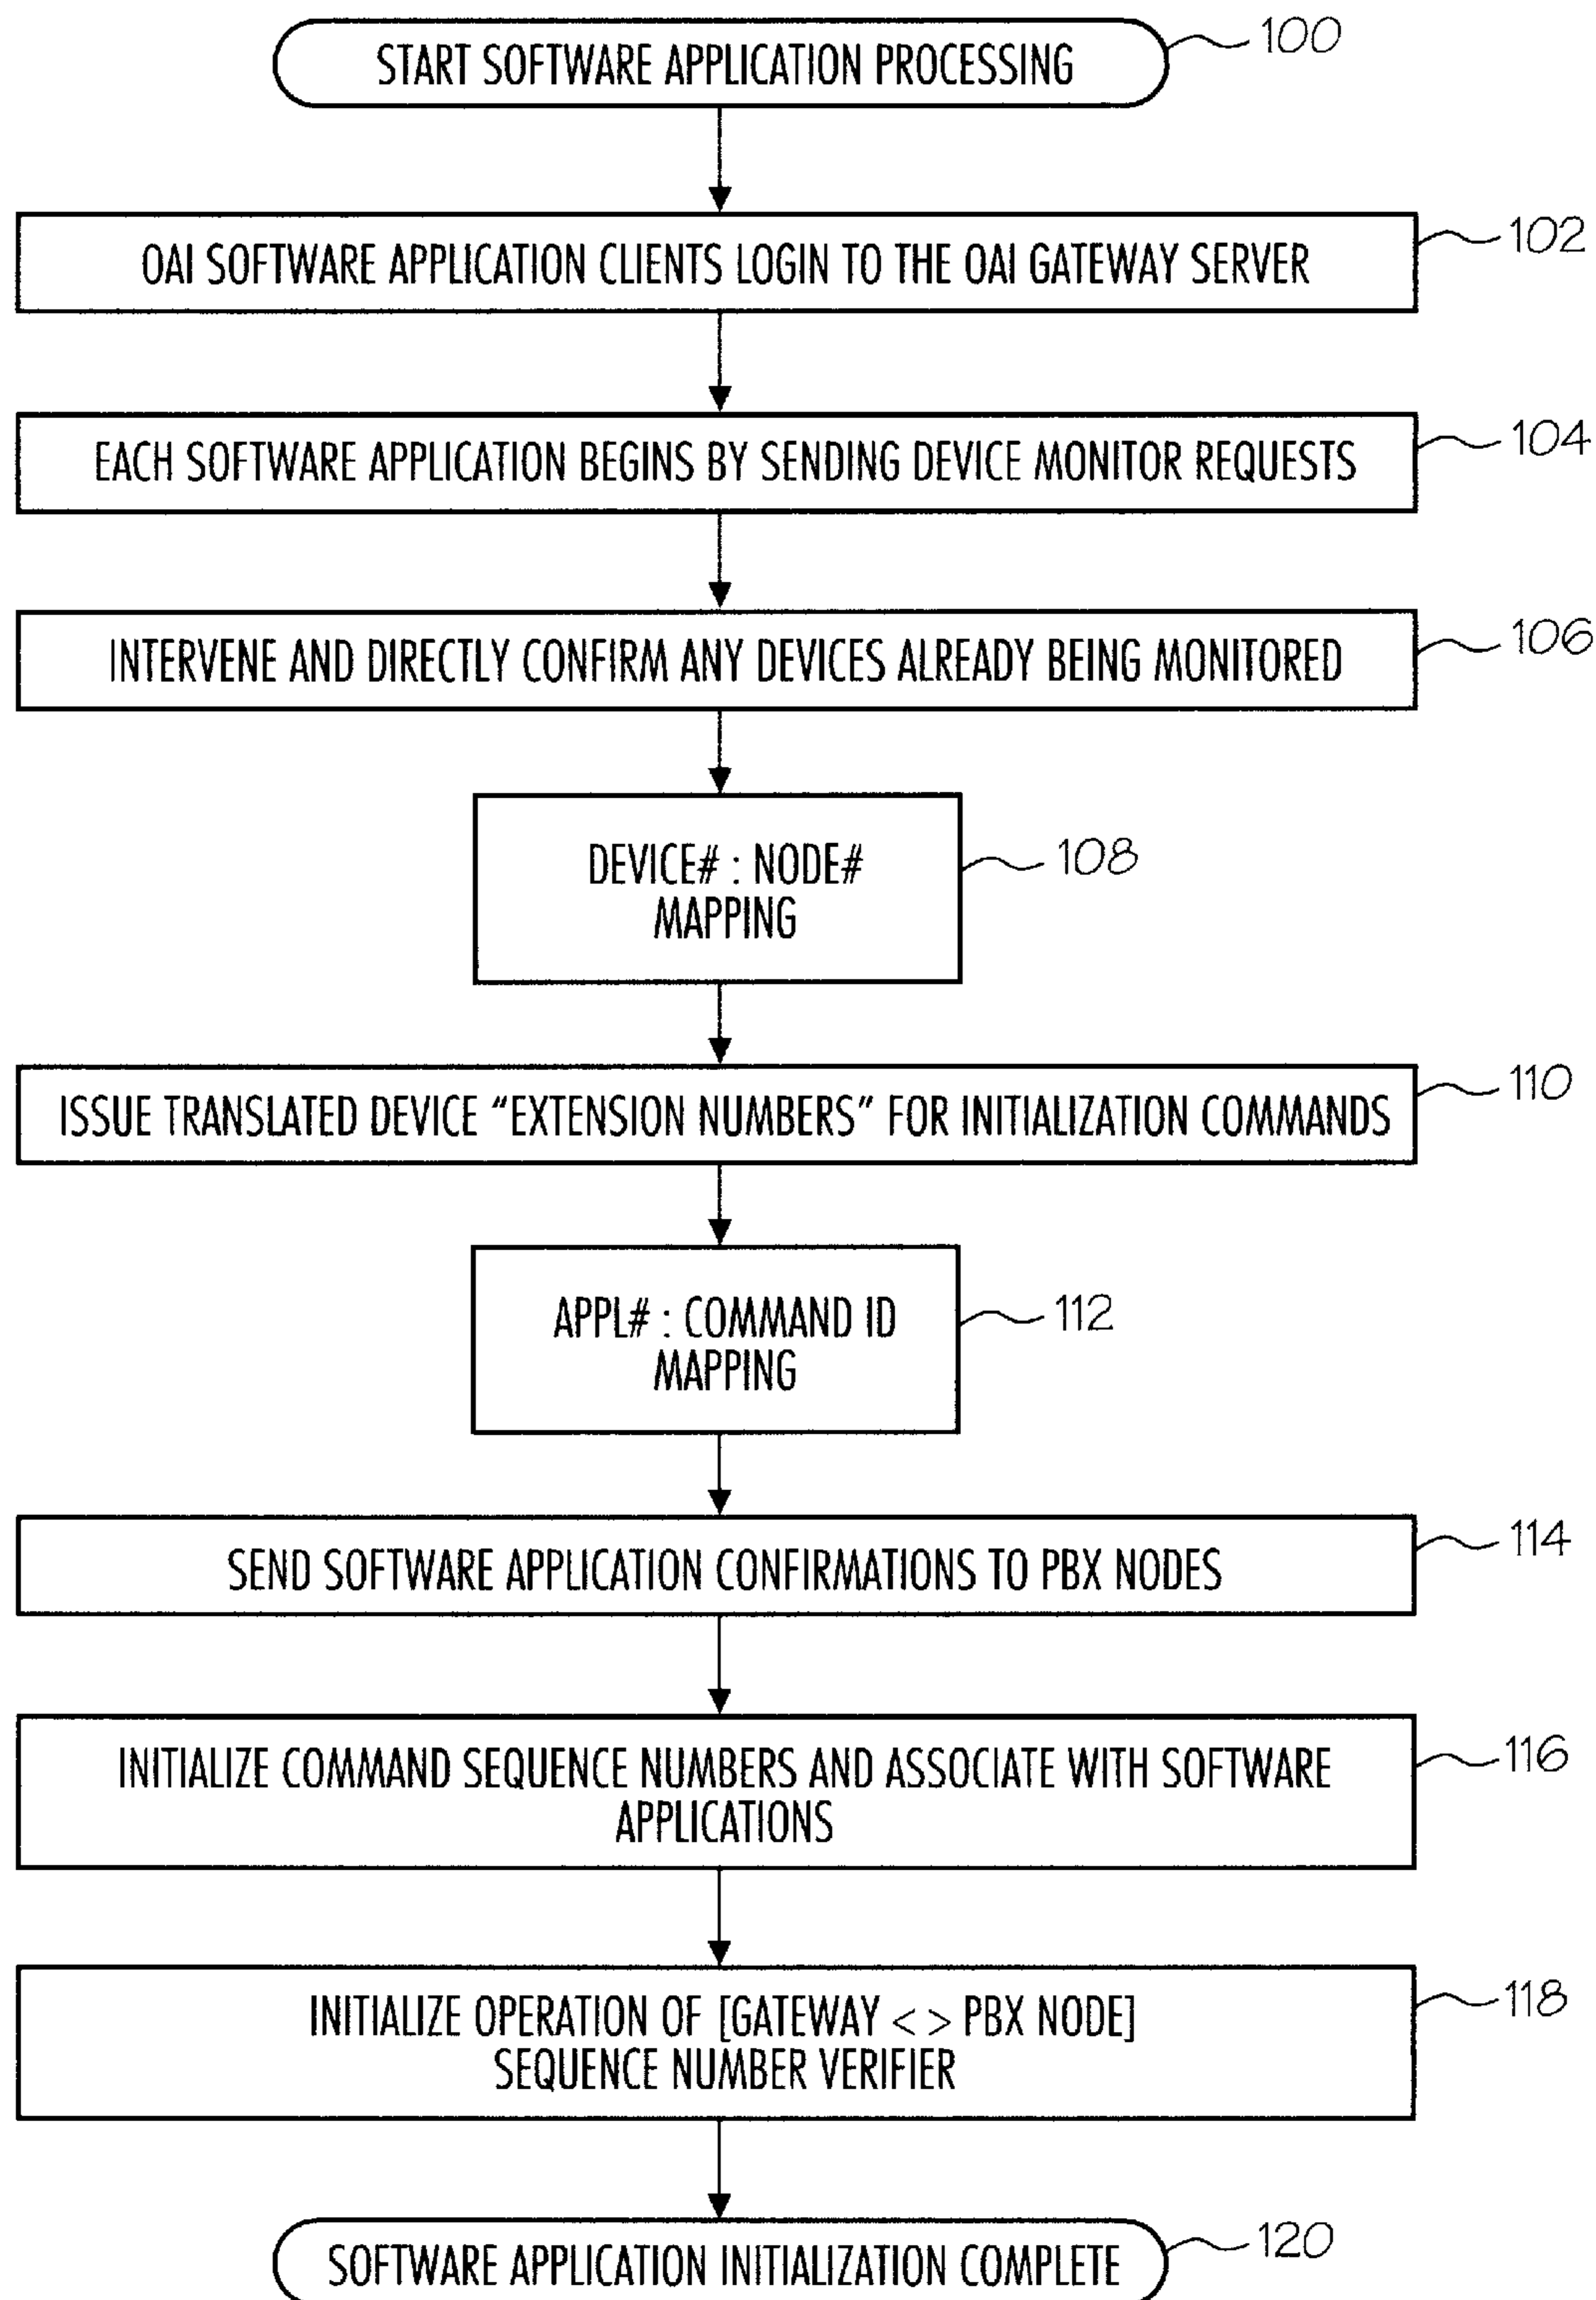 START SOFTWARE APPLICATION PROCESSING
100
OAI SOFTWARE APPLICATION CLIENTS LOGIN TO THE OAI GATEWAY SERVER
102
EACH SOFTWARE APPLICATION BEGINS BY SENDING DEVICE MONITOR REQUESTS
104
INTERVENE AND DIRECTLY CONFIRM ANY DEVICES ALREADY BEING MONITORED
106
DEVICE# : NODE#
MAPPING
108
ISSUE TRANSLATED DEVICE “EXTENSION NUMBERS” FOR INITIALIZATION COMMANDS
110
APPL# : COMMAND ID
MAPPING
112
SEND SOFTWARE APPLICATION CONFIRMATIONS TO PBX NODES
114
INITIALIZE COMMAND SEQUENCE NUMBERS AND ASSOCIATE WITH SOFTWARE
APPLICATIONS
116
INITIALIZE OPERATION OF [GATEWAY < > PBX NODE]
SEQUENCE NUMBER VERIFIER
118
SOFTWARE APPLICATION INITIALIZATION COMPLETE
120